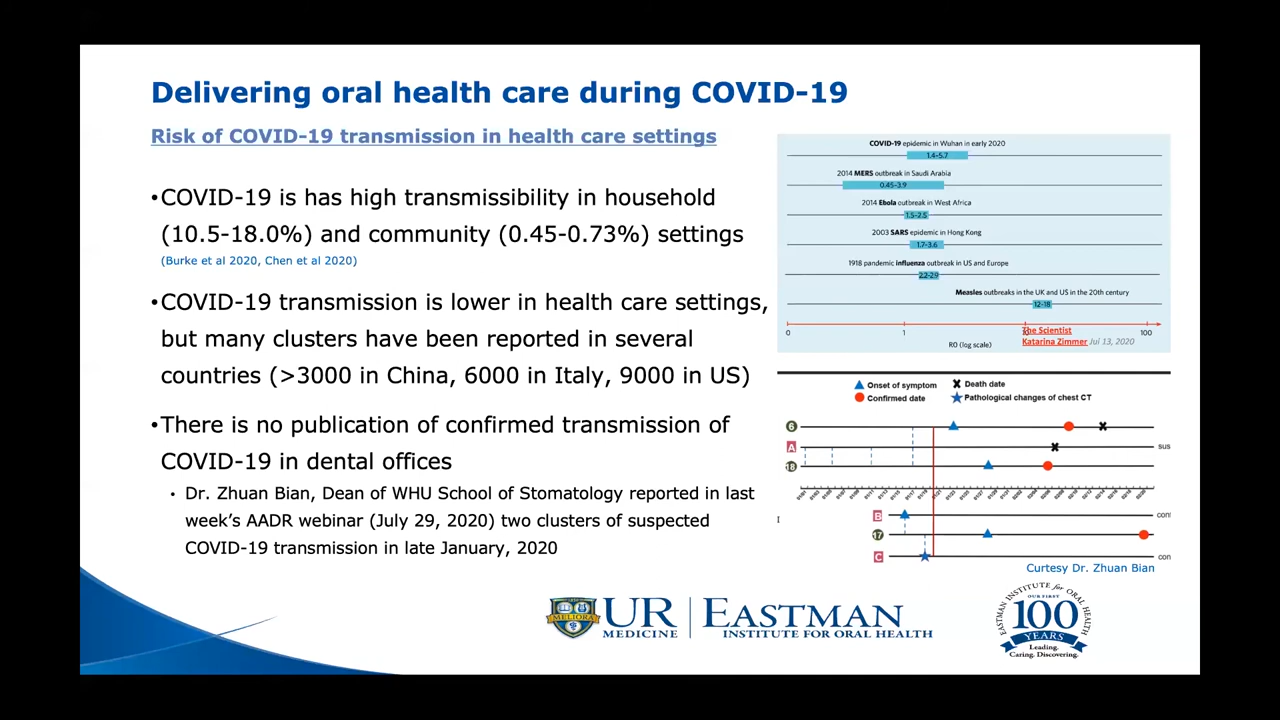 Delivering oral health care during COVID-19
Risk of COVID-19 transmission in health care settings
•COVID-19 is has high transmissibility in household
(10.5-18.0%) and community (0.45-0.73%) settings
(Burke et al 2020, Chen et al 2020)
•COVID-19 transmission is lower in health care settings,
but many clusters have been reported in several
countries (>3000 in China, 6000 in Italy, 9000 in US)
•There is no publication of confirmed transmission of
COVID-19 in dental offices
• Dr. Zhuan Bian, Dean of WHU School of Stomatology reported in last
week's AADR webinar (July 29, 2020) two clusters of suspected
COVID-19 transmission in late January, 2020
COVID-19 epidemic in Wuhan in early 2020
1.4-5.7
2014 MERS outbreak in Saudi Arabia
0.45-3.9
2014 Ebola outbreak in West Africa
1.5-2.5
2003 SARS epidemic in Hong Kong
1.7-3.6
1918 pandemic influenza outbreak in US and Europe
2.2-2.9
Measles outbreaks in the UK and US in the 20th century
12-18
0 1 10 100
R0 (log scale)
The Scientist
Katarina Zimmer Jul 13, 2020
Onset of symptom
Death date
Confirmed date
Pathological changes of chest CT
6
A
sus
18
B
con
17
C
con
Curtesy Dr. Zhuan Bian
MELIORA
UR
MEDICINE
EASTMAN
INSTITUTE FOR ORAL HEALTH
EASTMAN INSTITUTE for ORAL HEALTH
OUR FIRST
100
YEARS
Leading.
Caring. Discovering.